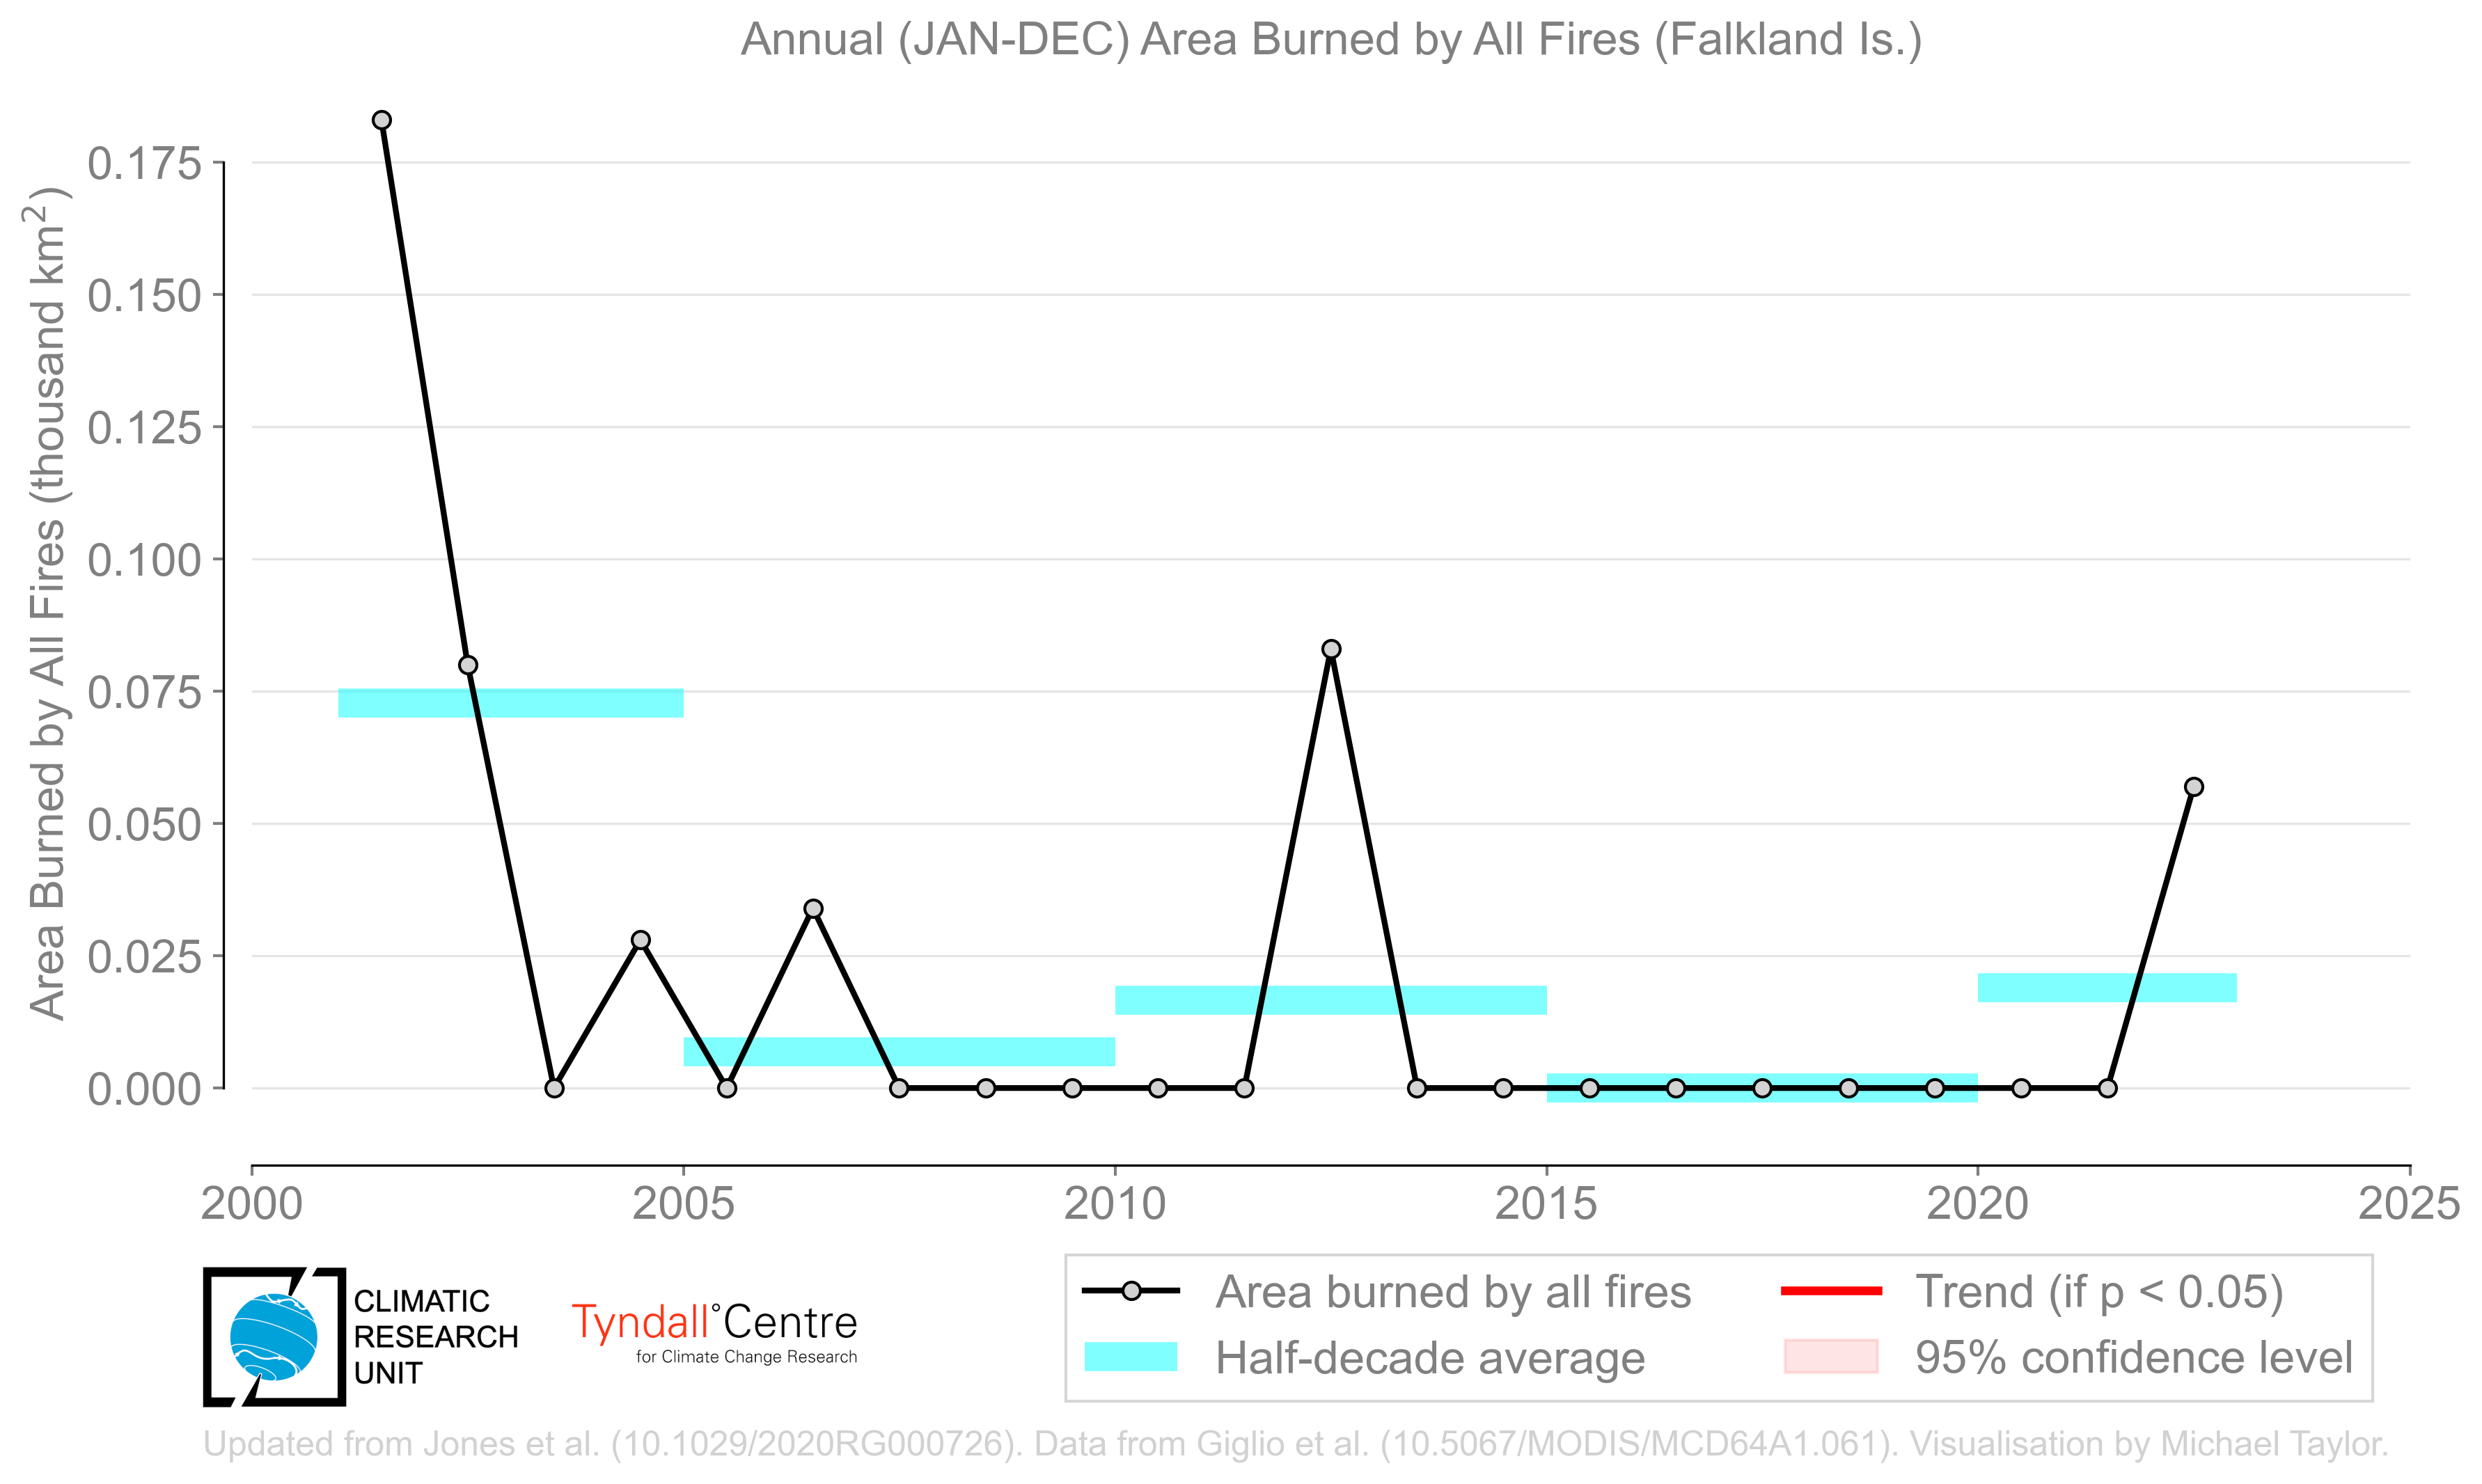 Annual (JAN-DEC) Area Burned by All Fires (Falkland Is.)
Area Burned by All Fires (thousand km²)
0.175
0.150
0.125
0.100
0.075
0.050
0.025
0.000
2000 2005 2010 2015 2020 2025
CLIMATIC
RESEARCH
UNIT
Tyndall°Centre
for Climate Change Research
Area burned by all fires
Half-decade average
Trend (if p < 0.05)
95% confidence level
Updated from Jones et al. (10.1029/2020RG000726). Data from Giglio et al. (10.5067/MODIS/MCD64A1.061). Visualisation by Michael Taylor.